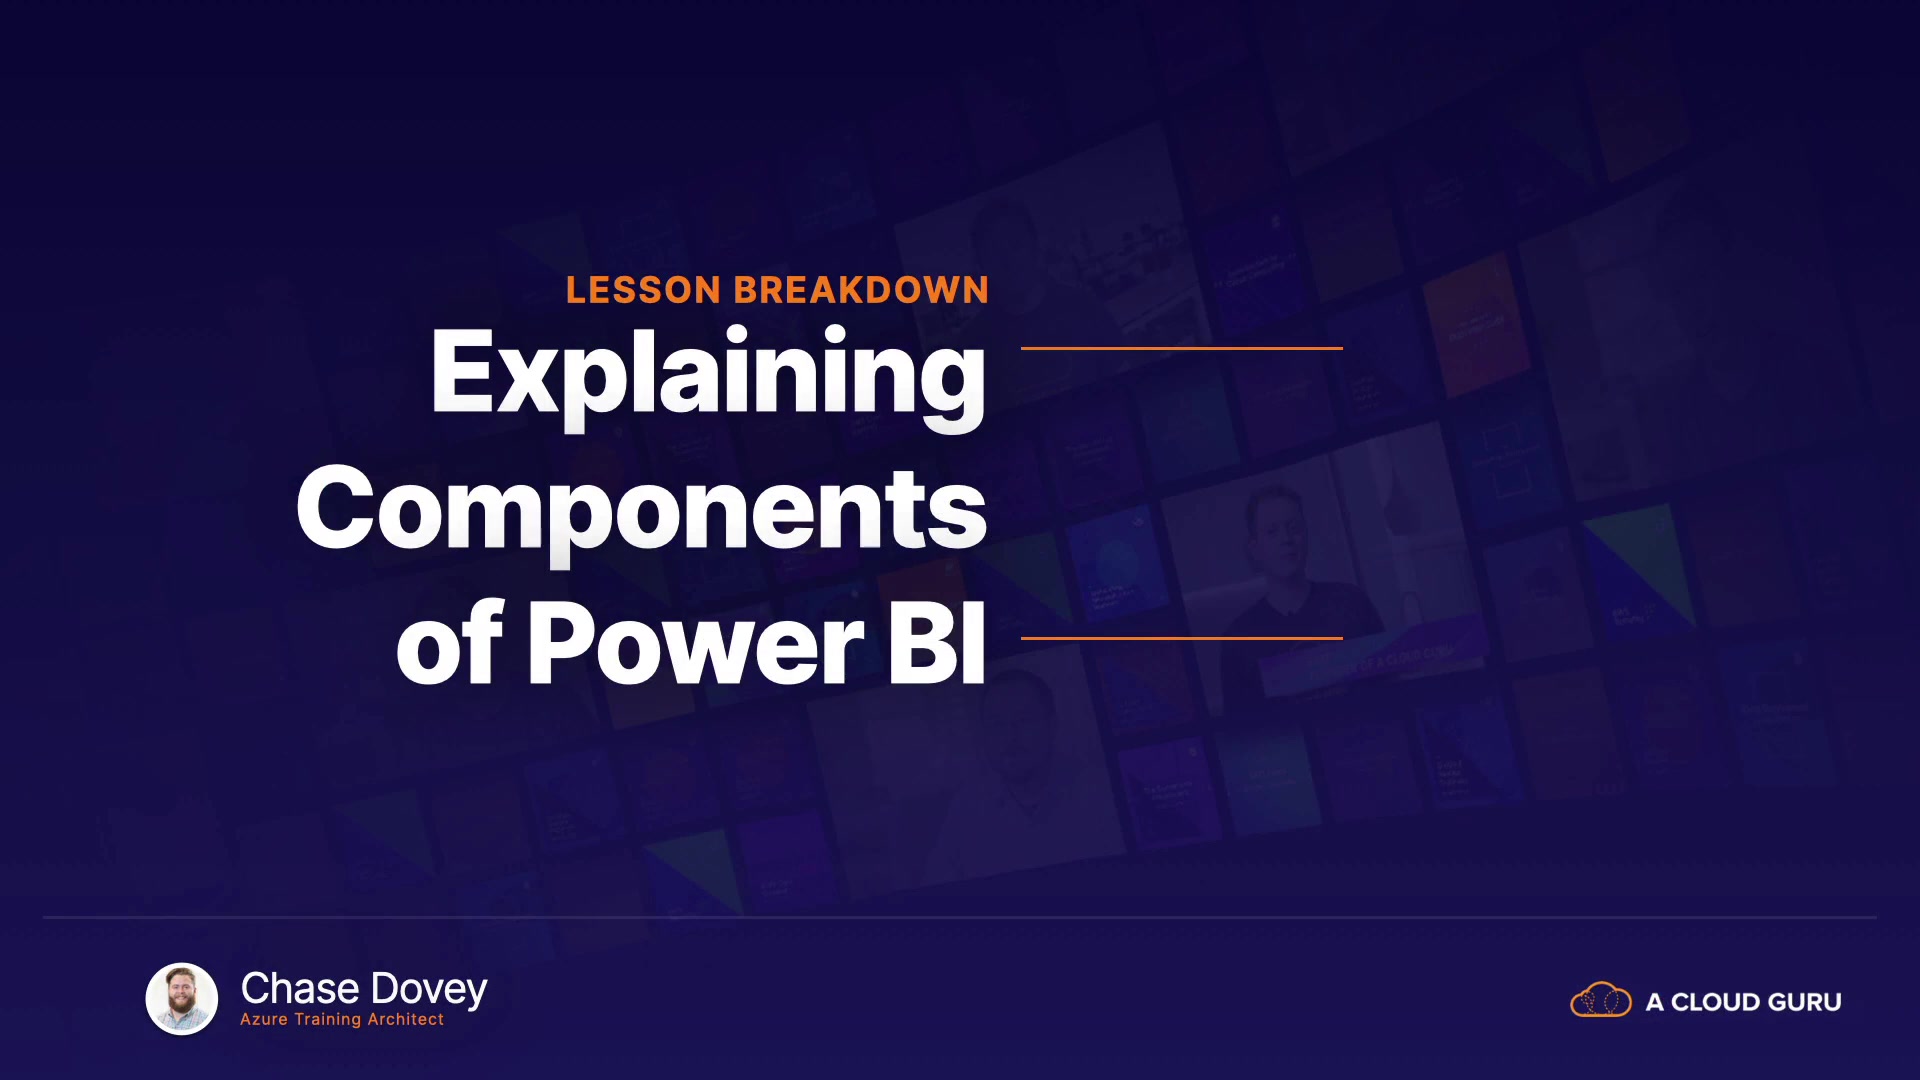 LESSON BREAKDOWN
Explaining
Components
of Power BI
Chase Dovey
Azure Training Architect
A CLOUD GURU